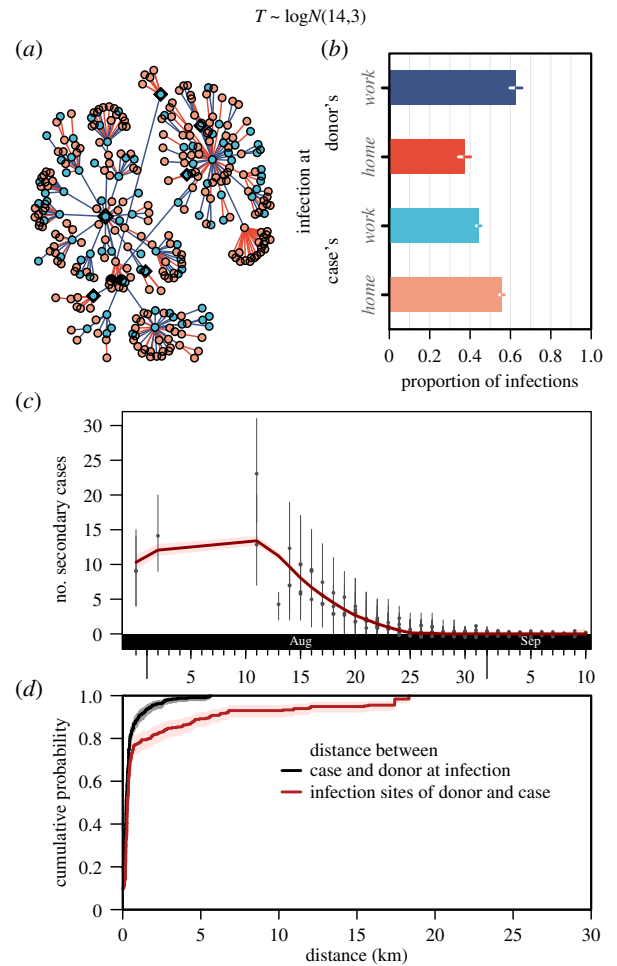 T ~ logN(14,3)
(a)
(b)
infection at
donor's
case's
work
home
work
home
0 0.2 0.4 0.6 0.8 1.0
proportion of infections
(c)
no. secondary cases
30
25
20
15
10
5
0
Aug
Sep
5 10 15 20 25 30 5 10
(d)
cumulative probability
1.0
0.8
0.6
0.4
0.2
0
distance between
case and donor at infection
infection sites of donor and case
0 5 10 15 20 25 30
distance (km)